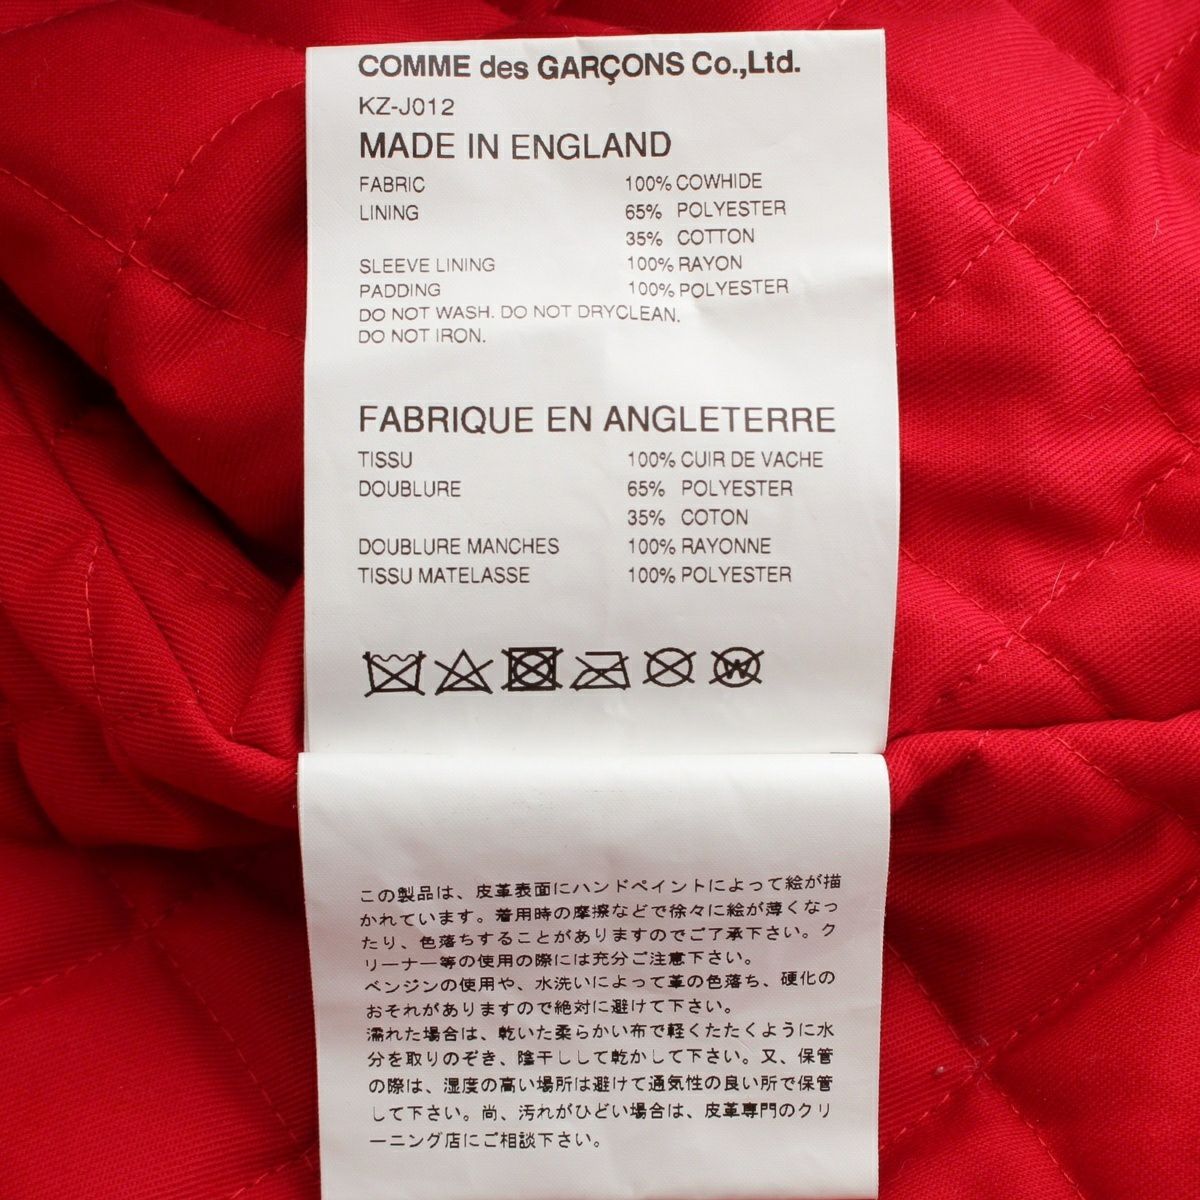 COMME des GARÇONS Co.,Ltd.
KZ-J012
MADE IN ENGLAND
FABRIC 100% COWHIDE
LINING 65% POLYESTER
35% COTTON
SLEEVE LINING 100% RAYON
PADDING 100% POLYESTER
DO NOT WASH. DO NOT DRYCLEAN.
DO NOT IRON.
FABRIQUE EN ANGLETERRE
TISSU 100% CUIR DE VACHE
DOUBLURE 65% POLYESTER
35% COTON
DOUBLURE MANCHES 100% RAYONNE
TISSU MATELASSE 100% POLYESTER
W
この製品は、皮革表面にハンドペイントによって絵が描
かれています。着用時の摩擦などで徐々に絵が薄くなっ
たり、色落ちすることがありますのでご了承下さい。ク
リーナー等の使用の際には充分ご注意下さい。
ベンジンの使用や、水洗いによって革の色落ち、硬化の
おそれがありますので絶対に避けて下さい。
濡れた場合は、乾いた柔らかい布で軽くたたくように水
分を取りのぞき、陰干しして乾かして下さい。又、保管
の際は、湿度の高い場所は避けて通気性の良い所で保管
して下さい。尚、汚れがひどい場合は、皮革専門のクリ
ーニング店にご相談下さい。